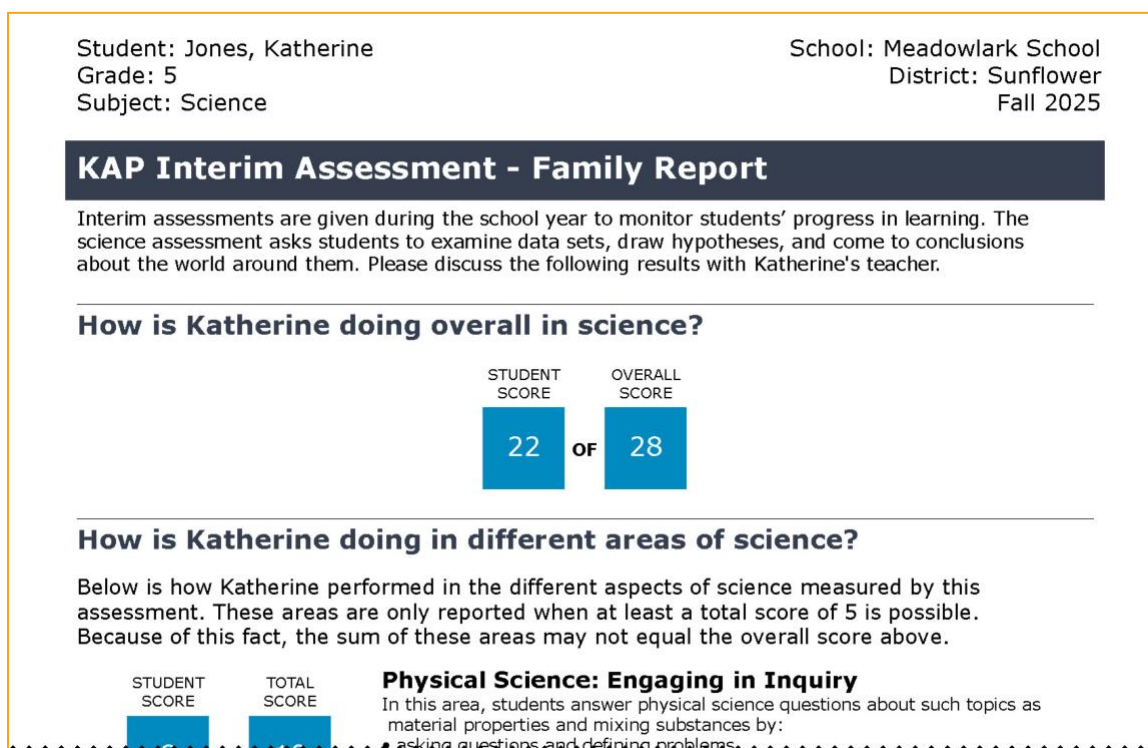 Student: Jones, Katherine
School: Meadowlark School
Grade: 5
District: Sunflower
Subject: Science
Fall 2025
KAP Interim Assessment - Family Report
Interim assessments are given during the school year to monitor students’ progress in learning. The
science assessment asks students to examine data sets, draw hypotheses, and come to conclusions
about the world around them. Please discuss the following results with Katherine's teacher.
How is Katherine doing overall in science?
STUDENT SCORE
OVERALL SCORE
22 OF 28
How is Katherine doing in different areas of science?
Below is how Katherine performed in the different aspects of science measured by this
assessment. These areas are only reported when at least a total score of 5 is possible.
Because of this fact, the sum of these areas may not equal the overall score above.
STUDENT SCORE
TOTAL SCORE
Physical Science: Engaging in Inquiry
In this area, students answer physical science questions about such topics as
material properties and mixing substances by:
• asking questions and defining problems